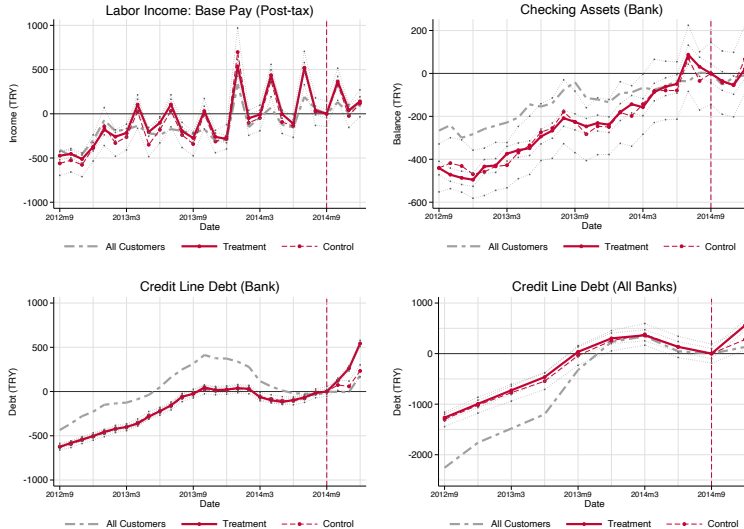 Labor Income: Base Pay (Post-tax)
1000
500
0
-500
-1000
Income (TRY)
2012m9 2013m3 2013m9 2014m3 2014m9
Date
All Customers Treatment Control
Checking Assets (Bank)
200
0
-200
-400
-600
Balance (TRY)
2012m9 2013m3 2013m9 2014m3 2014m9
Date
All Customers Treatment Control
Credit Line Debt (Bank)
1000
500
0
-500
-1000
Debt (TRY)
2012m9 2013m3 2013m9 2014m3 2014m9
Date
All Customers Treatment Control
Credit Line Debt (All Banks)
1000
0
-1000
-2000
Debt (TRY)
2012m9 2013m3 2013m9 2014m3 2014m9
Date
All Customers Treatment Control